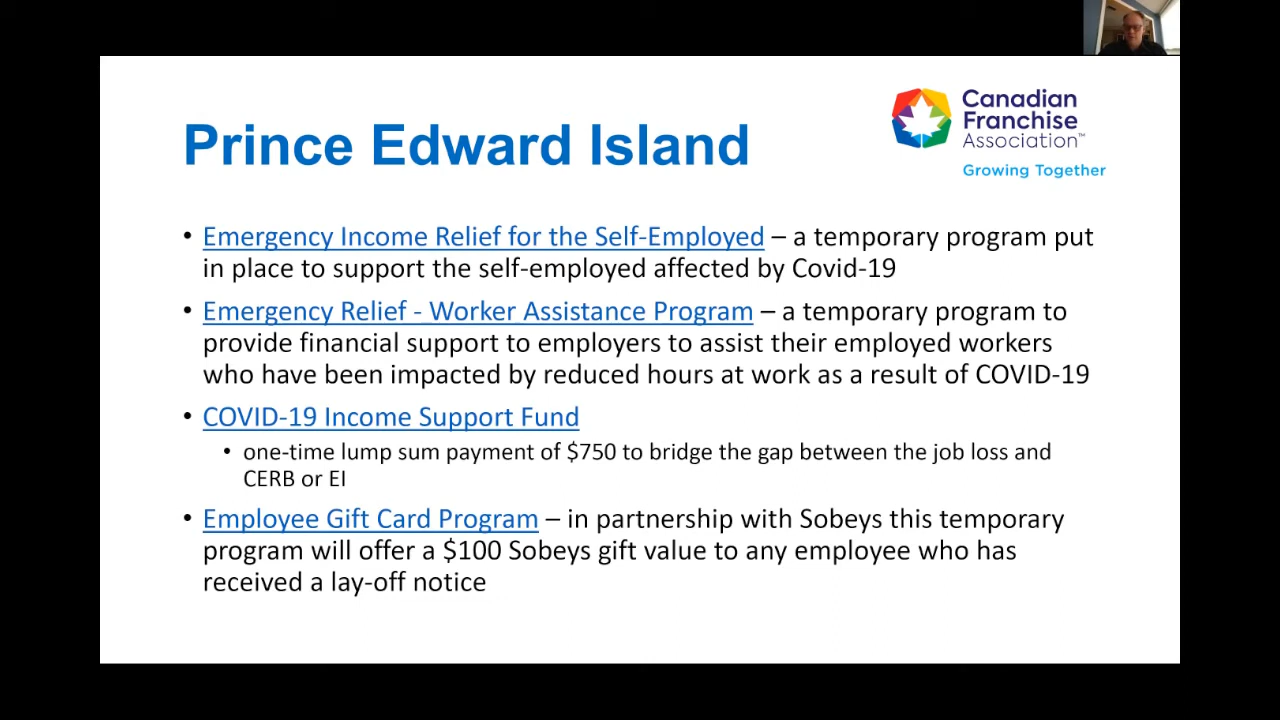 Prince Edward Island
Canadian
Franchise
Association™
Growing Together
• Emergency Income Relief for the Self-Employed – a temporary program put
in place to support the self-employed affected by Covid-19
• Emergency Relief - Worker Assistance Program – a temporary program to
provide financial support to employers to assist their employed workers
who have been impacted by reduced hours at work as a result of COVID-19
• COVID-19 Income Support Fund
• one-time lump sum payment of $750 to bridge the gap between the job loss and
CERB or EI
• Employee Gift Card Program – in partnership with Sobeys this temporary
program will offer a $100 Sobeys gift value to any employee who has
received a lay-off notice